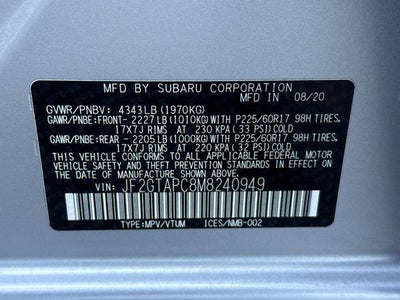 MFD. BY SUBARU CORPORATION
MFD. IN 08/20
GVWR/PNBV: 4343LB (1970KG)
GAWR/PNBE:FRONT- 2227LB (1010KG)WITH P225/60R17 98H TIRES.
17X7J RIMS AT 230 KPA (33 PSI)COLD
GAWR/PNBE:REAR - 2205LB (1000KG)WITH P225/60R17 98H TIRES.
17X7J RIMS AT 220 KPA (32 PSI)COLD
THIS VEHICLE CONFORMS TO ALL APPLICABLE FEDERAL MOTOR
VEHICLE SAFETY BUMPER AND THEFT PREVENTION STANDARDS
IN EFFECT ON THE DATE OF MANUFACTURE SHOWN ABOVE.
VIN: JF2GTAPC8M8240949
TYPE:MPV/VTUM ICES/NMB-002